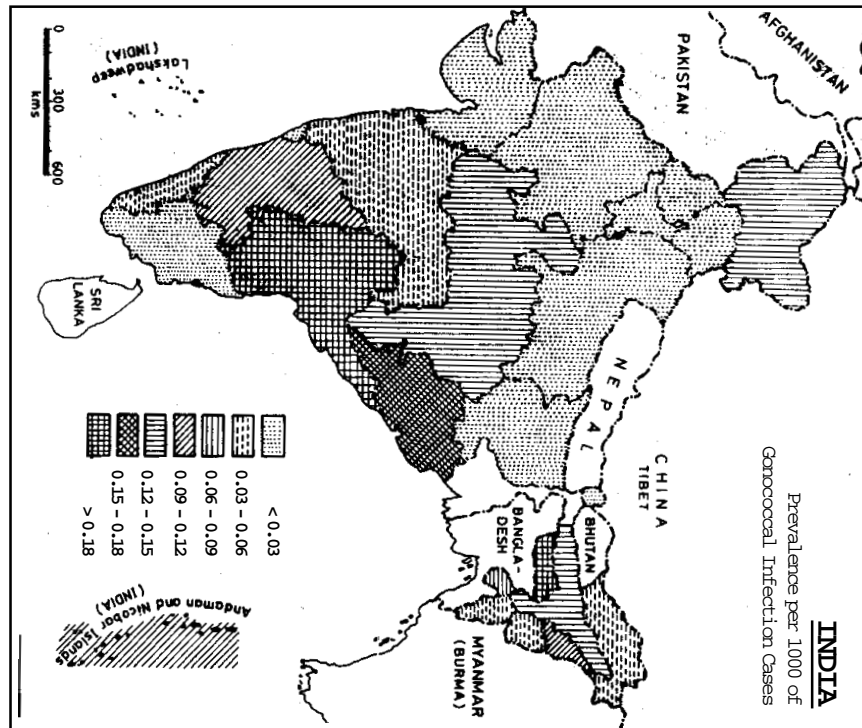 INDIA
Prevalence per 1000 of
Gonococcal Infection Cases
AFGHANISTAN
PAKISTAN
CHINA
TIBET
NEPAL
BHUTAN
BANGLA-
DESH
MYANMAR
(BURMA)
SRI
LANKA
Lakshadweep
(INDIA)
0 300 600
kms
< 0.03
0.03 - 0.06
0.06 - 0.09
0.09 - 0.12
0.12 - 0.15
0.15 - 0.18
> 0.18
Andaman and Nicobar
Islands
(INDIA)